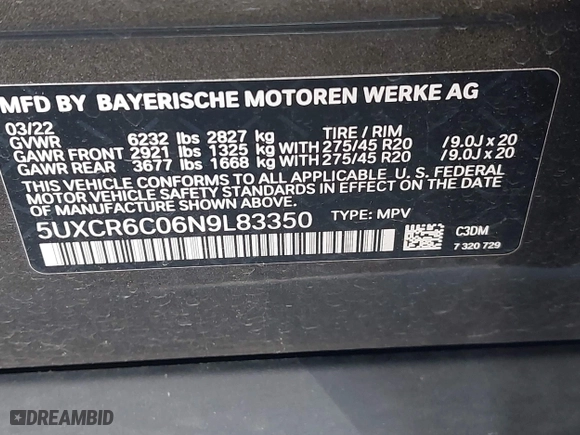 MFD BY BAYERISCHE MOTOREN WERKE AG
03/22
GVWR 6232 lbs 2827 kg TIRE / RIM
GAWR FRONT 2921 lbs 1325 kg WITH 275/45 R20 /9.0J x 20
GAWR REAR 3677 lbs 1668 kg WITH 275/45 R20 /9.0J x 20
THIS VEHICLE CONFORMS TO ALL APPLICABLE U. S. FEDERAL
MOTOR VEHICLE SAFETY STANDARDS IN EFFECT ON THE DATE
OF MANUFACTURE SHOWN ABOVE.
5UXCR6C06N9L83350 TYPE: MPV
C3DM
7 320 729
DREAMBID